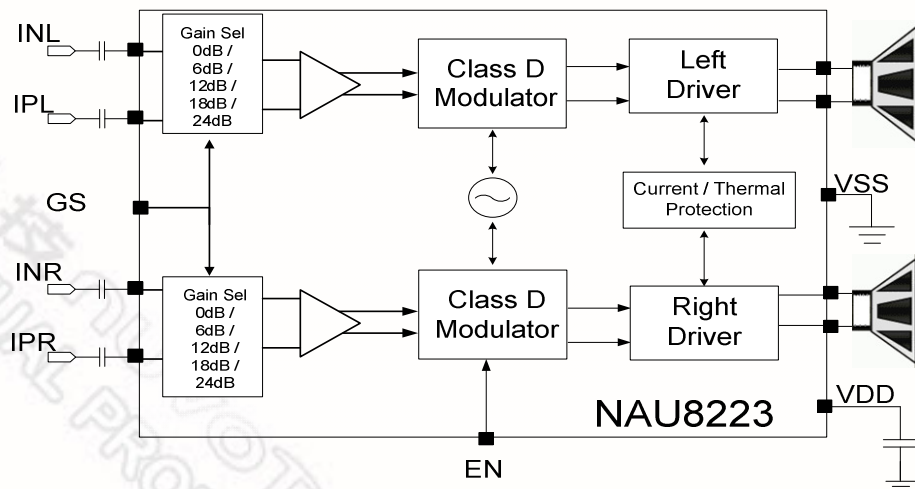 INL
IPL
GS
INR
IPR
Gain Sel
0dB /
6dB /
12dB /
18dB /
24dB
Class D
Modulator
Left
Driver
Current / Thermal
Protection
VSS
Gain Sel
0dB /
6dB /
12dB /
18dB /
24dB
Class D
Modulator
Right
Driver
VDD
NAU8223
EN